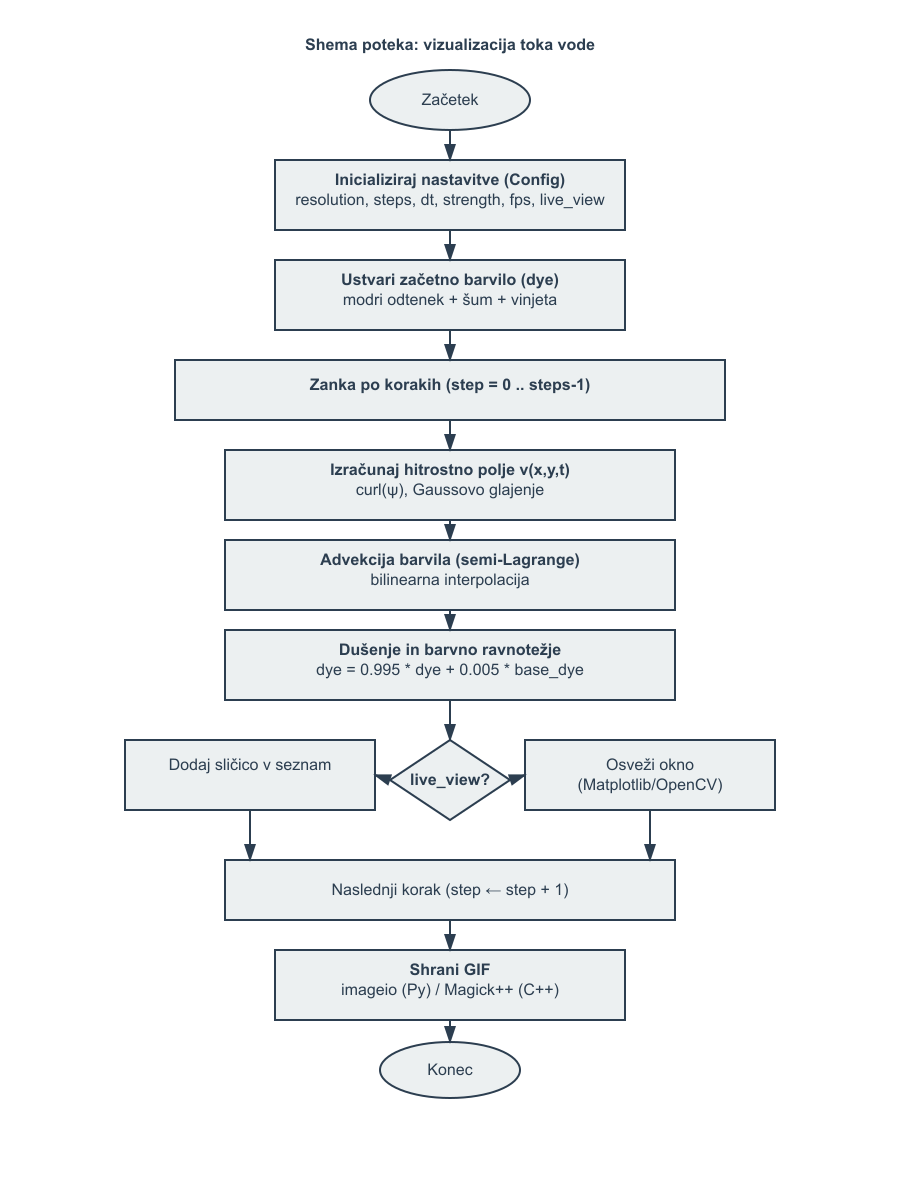 Shema poteka: vizualizacija toka vode
Začetek
Inicializiraj nastavitve (Config)
resolution, steps, dt, strength, fps, live_view
Ustvari začetno barvilo (dye)
modri odtenek + šum + vinjeta
Zanka po korakih (step = 0 .. steps-1)
Izračunaj hitrostno polje v(x,y,t)
curl(ψ), Gaussovo glajenje
Advekcija barvila (semi-Lagrange)
bilinearna interpolacija
Dušenje in barvno ravnotežje
dye = 0.995 * dye + 0.005 * base_dye
Dodaj sličico v seznam
live_view?
Osveži okno
(Matplotlib/OpenCV)
Naslednji korak (step ← step + 1)
Shrani GIF
imageio (Py) / Magick++ (C++)
Konec